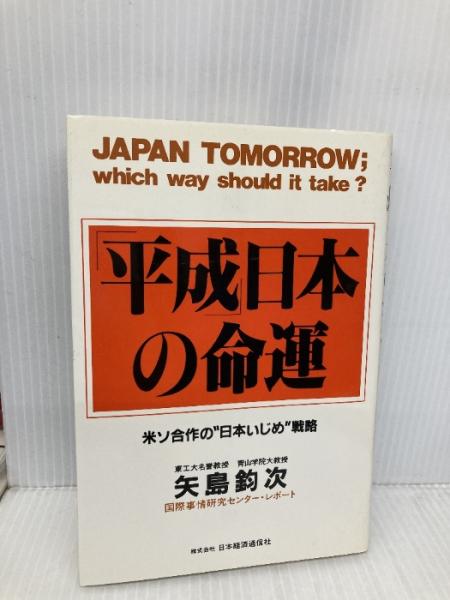 JAPAN TOMORROW;
which way should it take?
「平成」日本
の命運
米ソ合作の"日本いじめ"戦略
東工大名誉教授 青山学院大教授
矢島鈞次
国際事情研究センター・レポート
株式会社 日本経済通信社